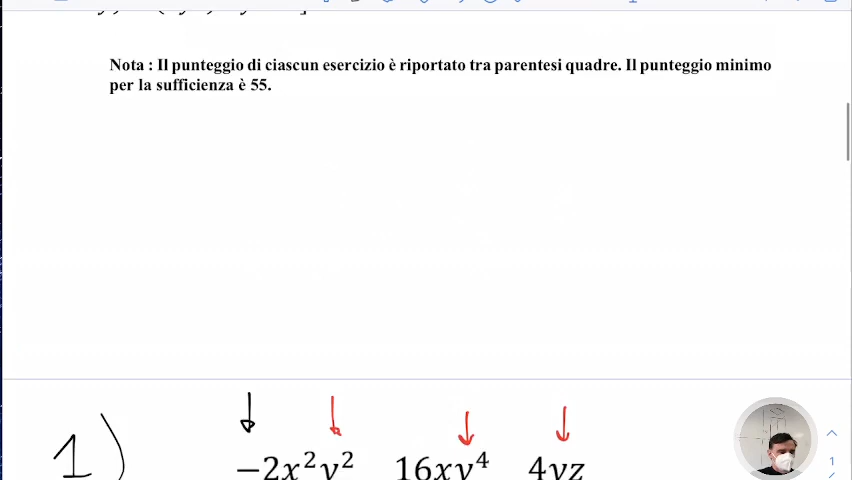 Nota : Il punteggio di ciascun esercizio è riportato tra parentesi quadre. Il punteggio minimo
per la sufficienza è 55.
1)
−2x²y² 16xy⁴ 4yz
1